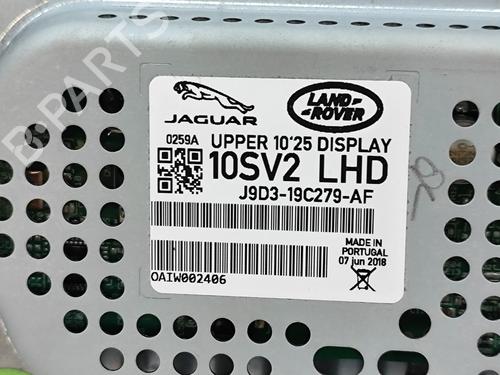 JAGUAR
LAND
ROVER
0259A
UPPER 10'25 DISPLAY
10SV2 LHD
J9D3-19C279-AF
MADE IN
PORTUGAL
07 jun 2018
OAIW002406
B-PARTS